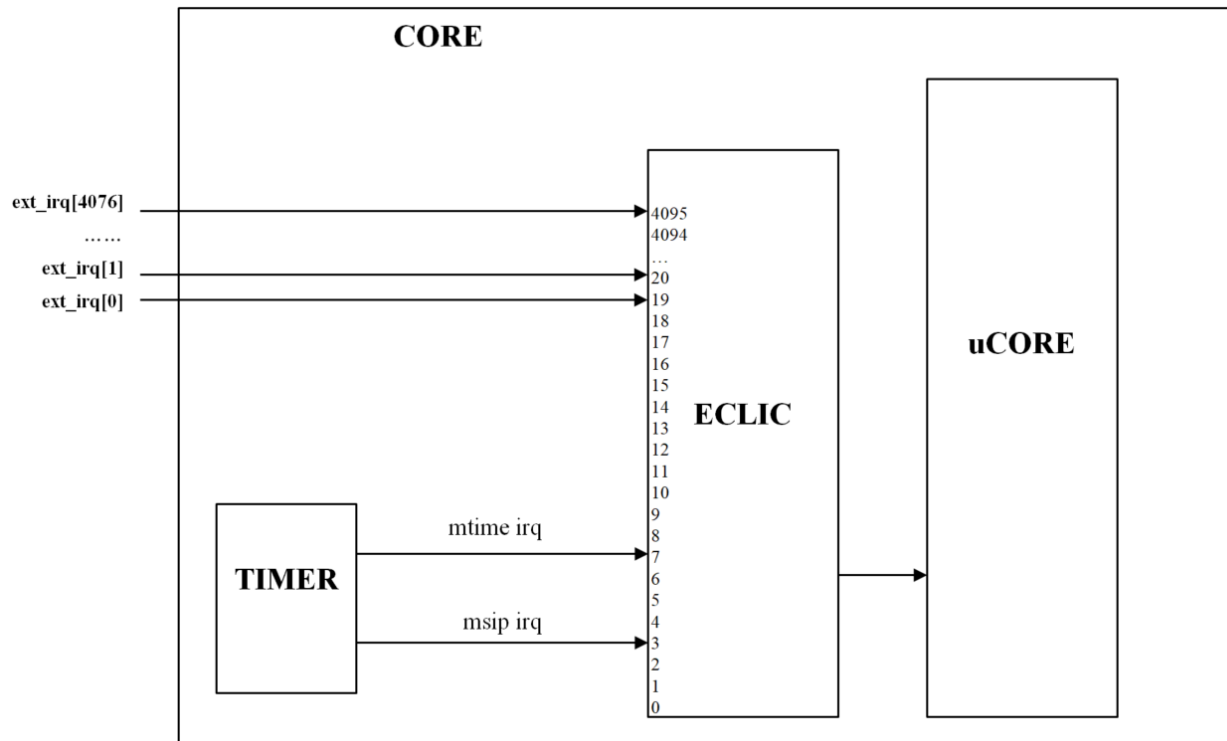 CORE
ext_irq[4076]
……
ext_irq[1]
ext_irq[0]
4095
4094
…
20
19
18
17
16
15
14
13
12
11
10
9
8
7
6
5
4
3
2
1
0
ECLIC
uCORE
TIMER
mtime irq
msip irq